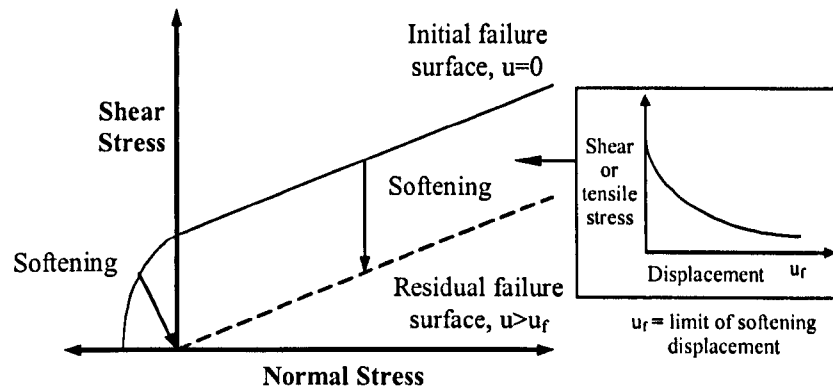 Initial failure
surface, u=0
Shear
Stress
Shear
or
tensile
stress
Softening
Softening
Displacement u_f
Residual failure
surface, u>u_f
u_f = limit of softening
displacement
Normal Stress